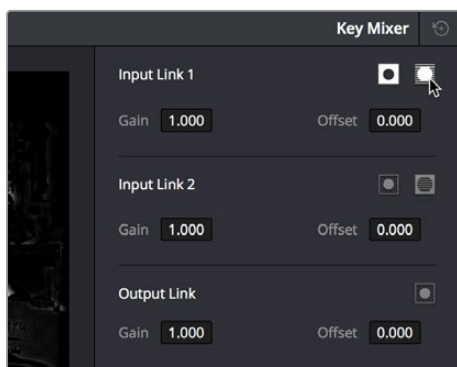 Key Mixer
Input Link 1
Gain 1.000 Offset 0.000
Input Link 2
Gain 1.000 Offset 0.000
Output Link
Gain 1.000 Offset 0.000